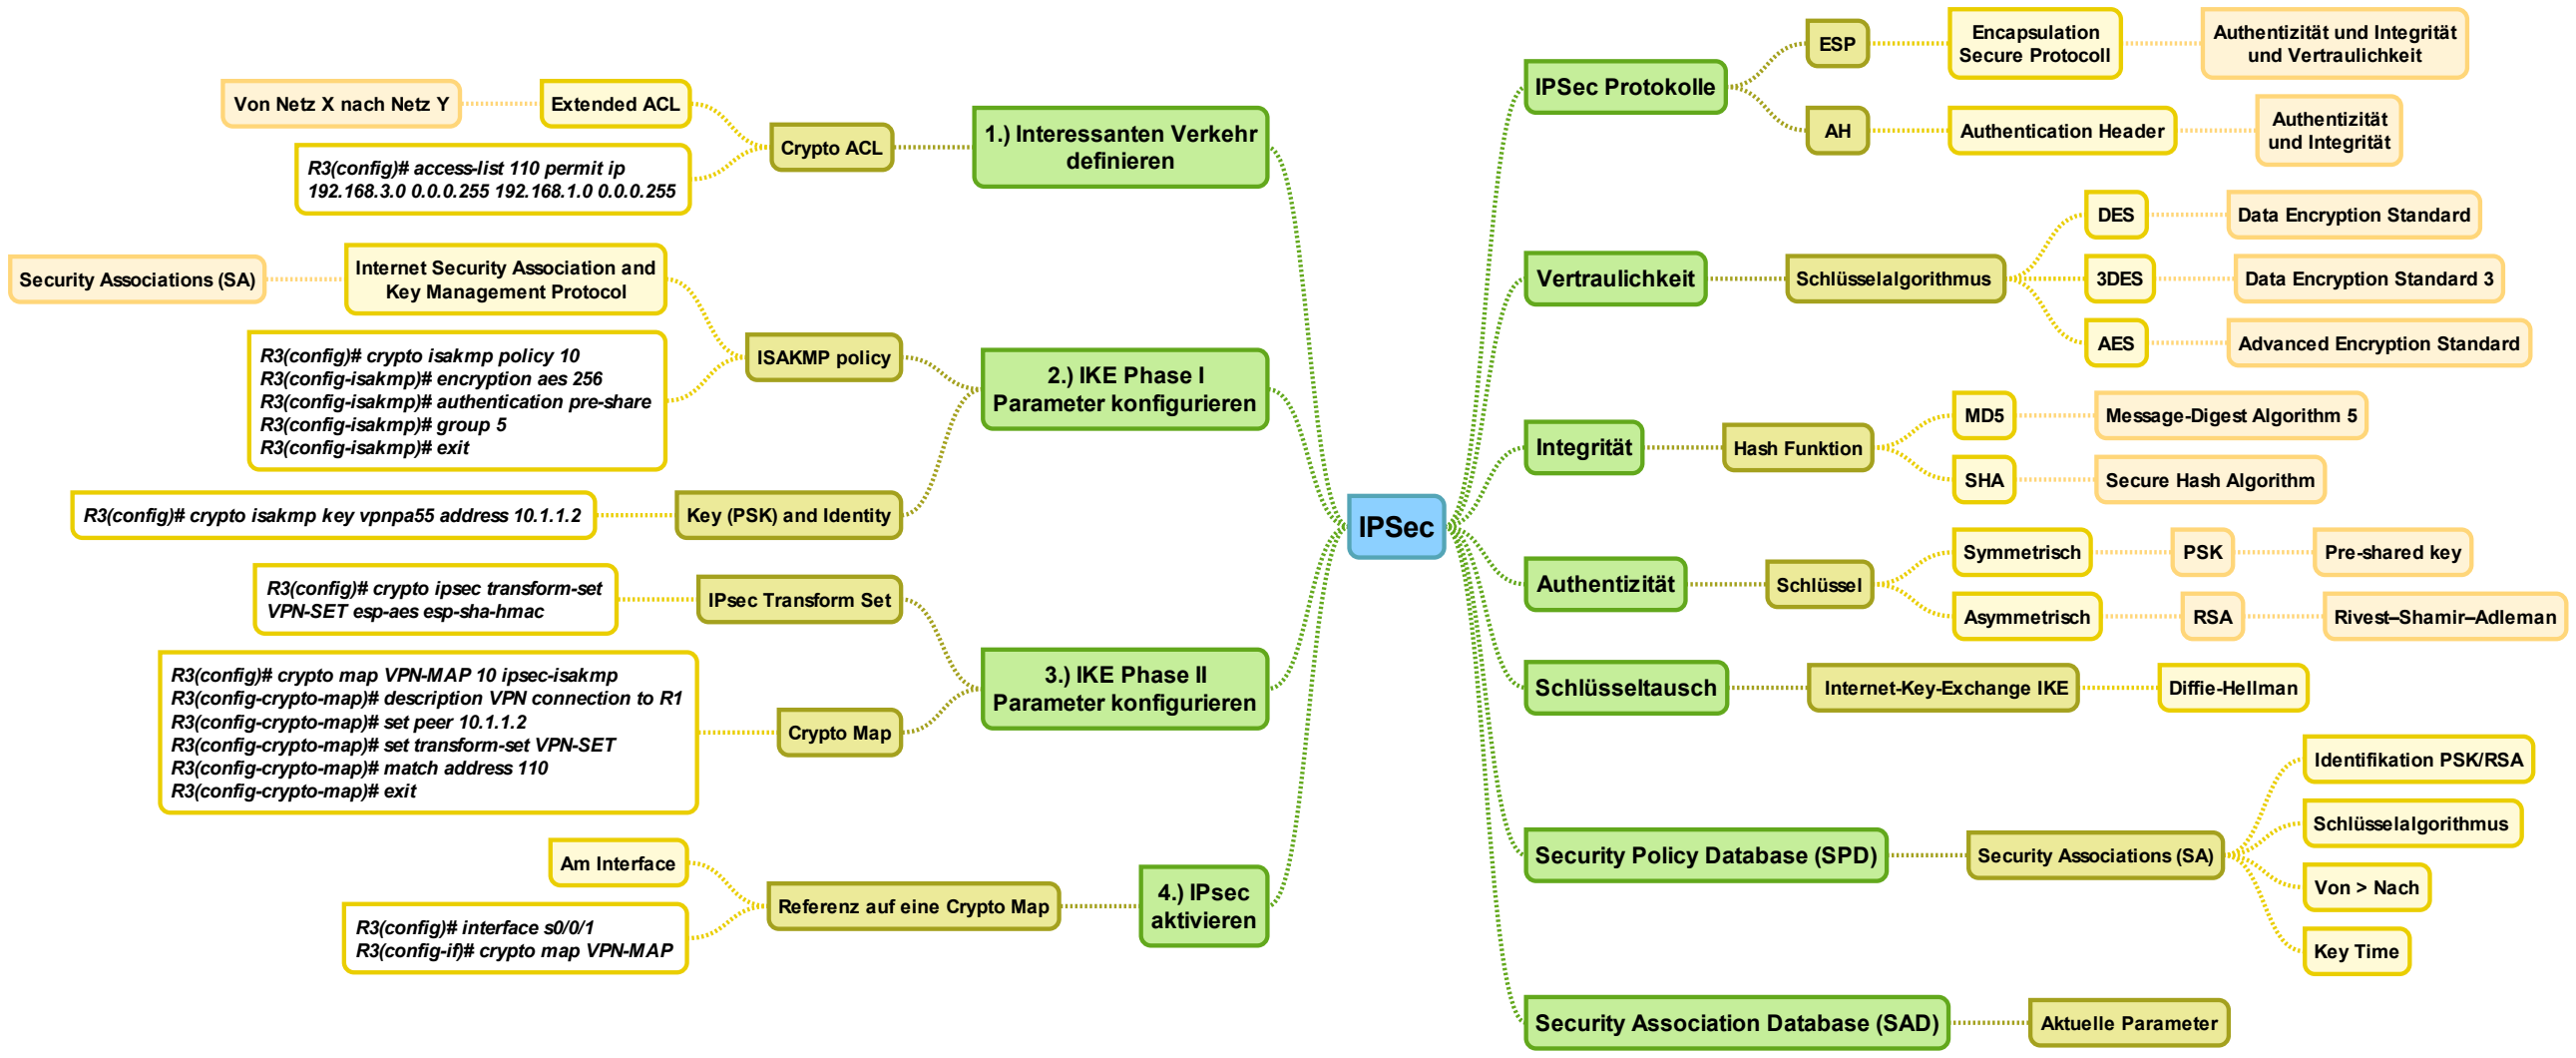 IPSec
1.) Interessanten Verkehr
definieren
Crypto ACL
Extended ACL
Von Netz X nach Netz Y
R3(config)# access-list 110 permit ip
192.168.3.0 0.0.0.255 192.168.1.0 0.0.0.255
2.) IKE Phase I
Parameter konfigurieren
ISAKMP policy
Internet Security Association and
Key Management Protocol
Security Associations (SA)
R3(config)# crypto isakmp policy 10
R3(config-isakmp)# encryption aes 256
R3(config-isakmp)# authentication pre-share
R3(config-isakmp)# group 5
R3(config-isakmp)# exit
Key (PSK) and Identity
R3(config)# crypto isakmp key vpnpa55 address 10.1.1.2
3.) IKE Phase II
Parameter konfigurieren
IPsec Transform Set
R3(config)# crypto ipsec transform-set
VPN-SET esp-aes esp-sha-hmac
Crypto Map
R3(config)# crypto map VPN-MAP 10 ipsec-isakmp
R3(config-crypto-map)# description VPN connection to R1
R3(config-crypto-map)# set peer 10.1.1.2
R3(config-crypto-map)# set transform-set VPN-SET
R3(config-crypto-map)# match address 110
R3(config-crypto-map)# exit
4.) IPsec
aktivieren
Referenz auf eine Crypto Map
Am Interface
R3(config)# interface s0/0/1
R3(config-if)# crypto map VPN-MAP
IPSec Protokolle
ESP
Encapsulation
Secure Protocoll
Authentizität und Integrität
und Vertraulichkeit
AH
Authentication Header
Authentizität
und Integrität
Vertraulichkeit
Schlüsselalgorithmus
DES
Data Encryption Standard
3DES
Data Encryption Standard 3
AES
Advanced Encryption Standard
Integrität
Hash Funktion
MD5
Message-Digest Algorithm 5
SHA
Secure Hash Algorithm
Authentizität
Schlüssel
Symmetrisch
PSK
Pre-shared key
Asymmetrisch
RSA
Rivest–Shamir–Adleman
Schlüsseltausch
Internet-Key-Exchange IKE
Diffie-Hellman
Security Policy Database (SPD)
Security Associations (SA)
Identifikation PSK/RSA
Schlüsselalgorithmus
Von > Nach
Key Time
Security Association Database (SAD)
Aktuelle Parameter